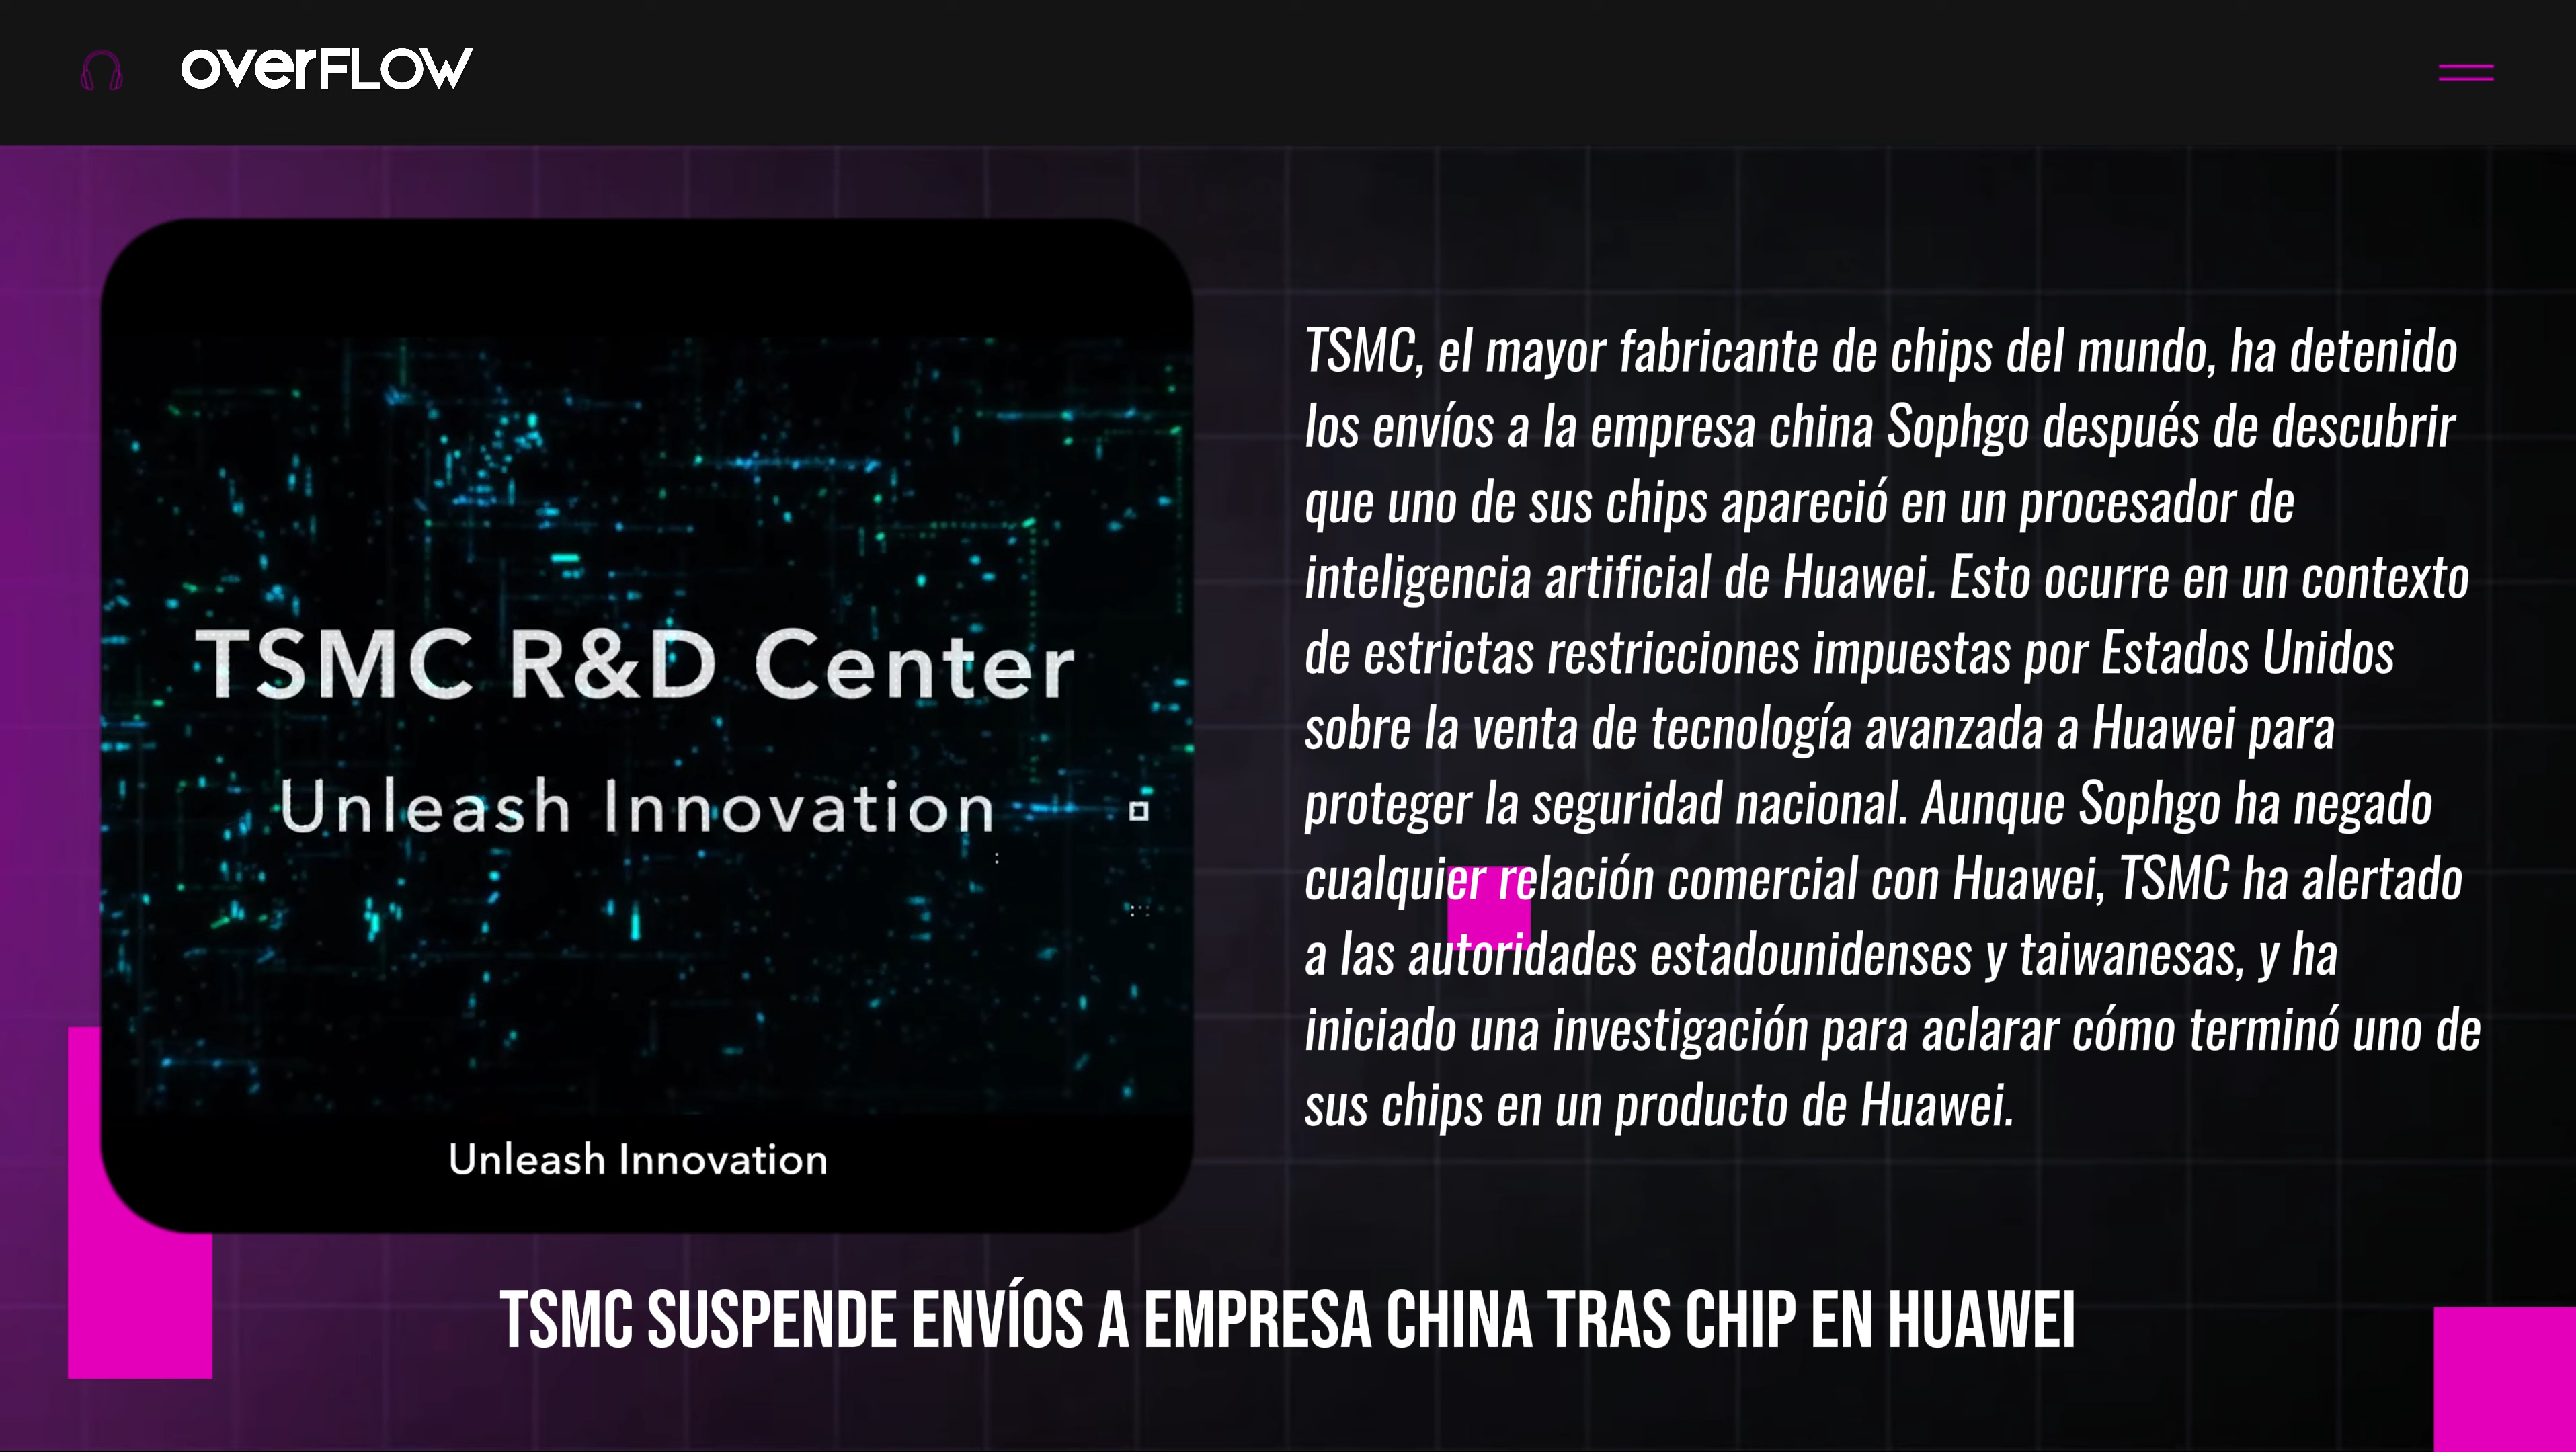 overFLOW
TSMC R&D Center
Unleash Innovation
Unleash Innovation
TSMC, el mayor fabricante de chips del mundo, ha detenido
los envíos a la empresa china Sophgo después de descubrir
que uno de sus chips apareció en un procesador de
inteligencia artificial de Huawei. Esto ocurre en un contexto
de estrictas restricciones impuestas por Estados Unidos
sobre la venta de tecnología avanzada a Huawei para
proteger la seguridad nacional. Aunque Sophgo ha negado
cualquier relación comercial con Huawei, TSMC ha alertado
a las autoridades estadounidenses y taiwanesas, y ha
iniciado una investigación para aclarar cómo terminó uno de
sus chips en un producto de Huawei.
TSMC SUSPENDE ENVÍOS A EMPRESA CHINA TRAS CHIP EN HUAWEI